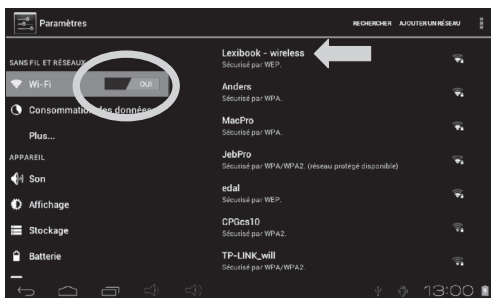 Paramètres
RECHERCHER AJOUTER UN RÉSEAU
SANS FIL ET RÉSEAUX
Wi-Fi OUI
Consommation des données
Plus...
APPAREIL
Son
Affichage
Stockage
Batterie
Lexibook - wireless
Sécurisé par WEP.
Anders
Sécurisé par WPA.
MacPro
Sécurisé par WPA.
JebPro
Sécurisé par WPA/WPA2. (réseau protégé disponible)
edal
Sécurisé par WEP.
CPGcs10
Sécurisé par WPA2.
TP-LINK_will
Sécurisé par WPA/WPA2.
13:00